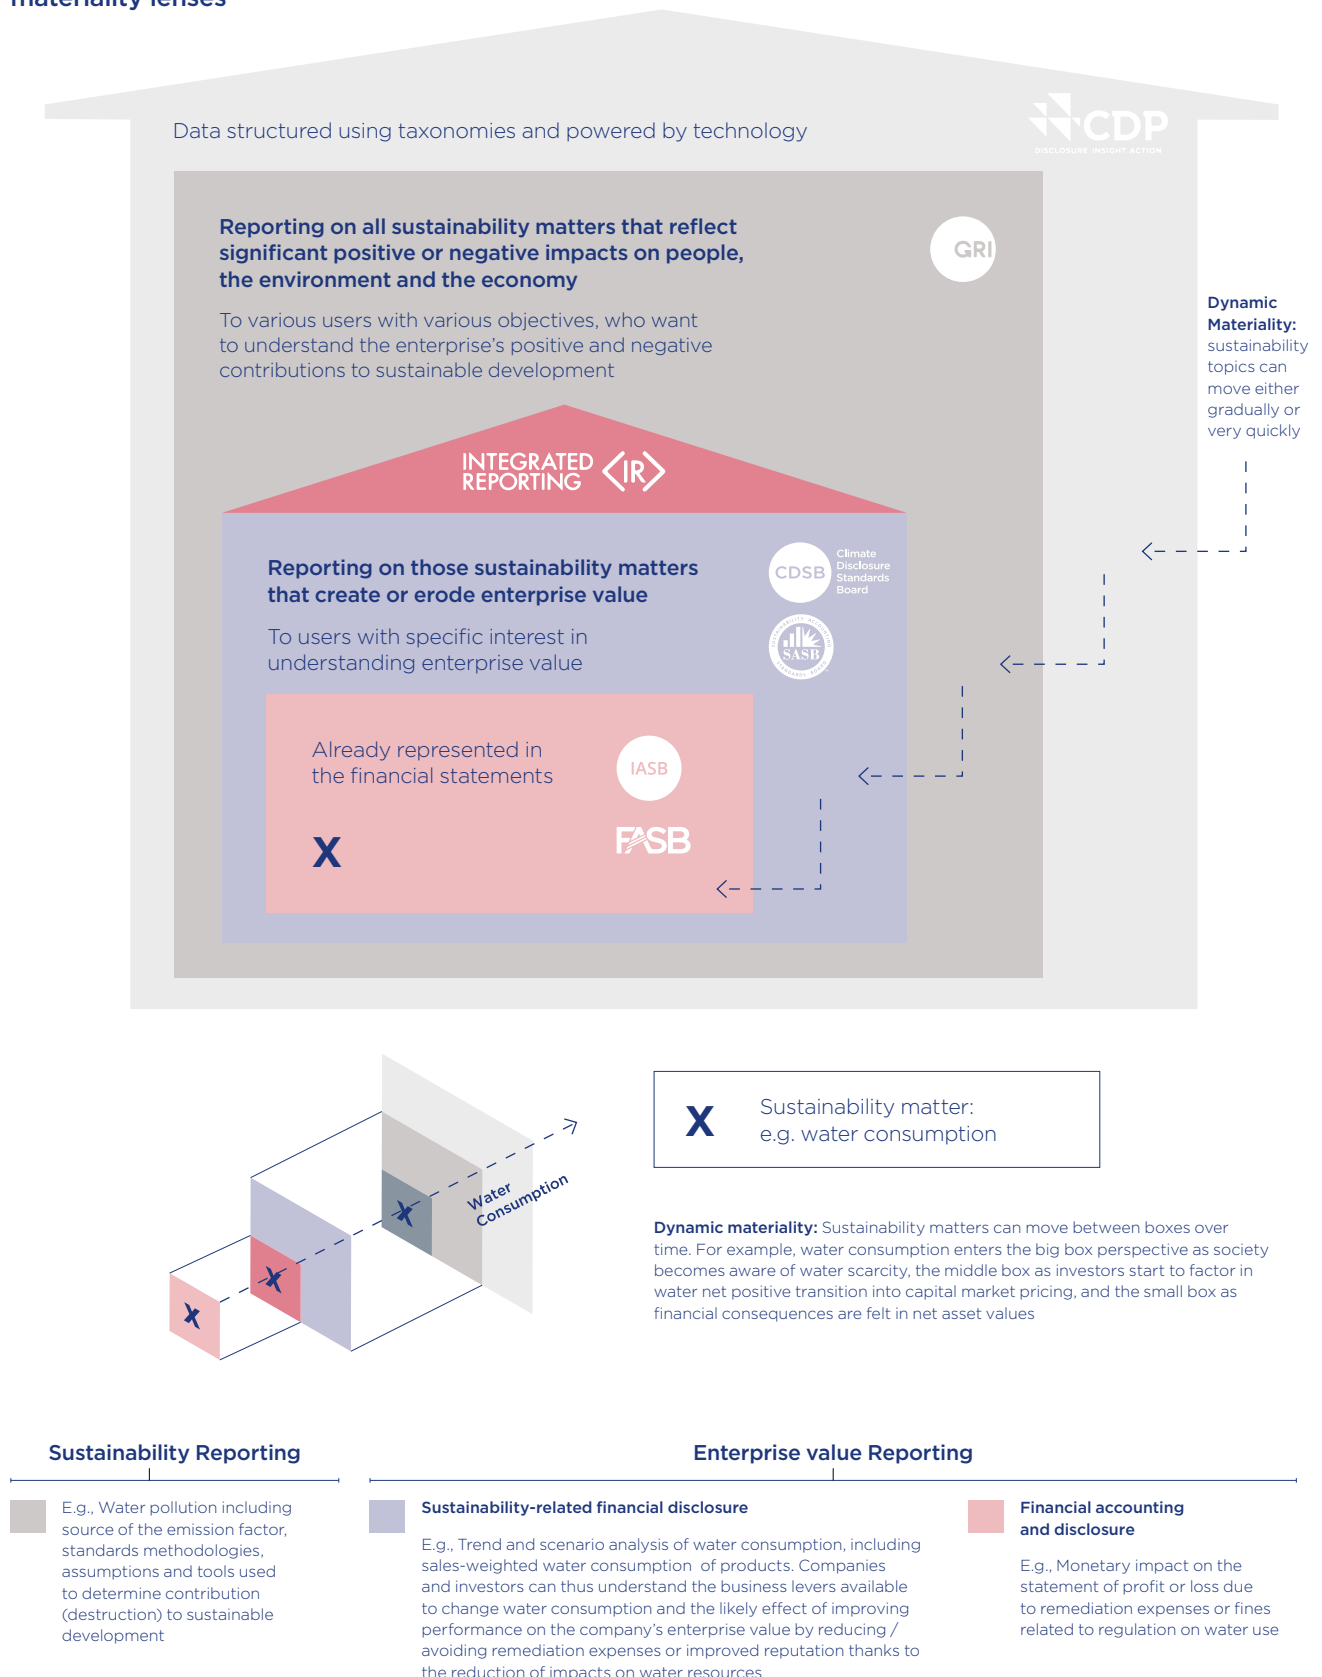 materiality lenses
Data structured using taxonomies and powered by technology
CDP
DISCLOSURE INSIGHT ACTION
Reporting on all sustainability matters that reflect
significant positive or negative impacts on people,
the environment and the economy
GRI
To various users with various objectives, who want
to understand the enterprise's positive and negative
contributions to sustainable development
Dynamic
Materiality:
sustainability
topics can
move either
gradually or
very quickly
INTEGRATED
REPORTING
<IR>
Reporting on those sustainability matters
that create or erode enterprise value
CDSB
Climate
Disclosure
Standards
Board
To users with specific interest in
understanding enterprise value
SUSTAINABILITY ACCOUNTING
SASB
STANDARDS BOARD
Already represented in
the financial statements
IASB
FASB
X
X
X
X
Water
Consumption
X
Sustainability matter:
e.g. water consumption
Dynamic materiality: Sustainability matters can move between boxes over
time. For example, water consumption enters the big box perspective as society
becomes aware of water scarcity, the middle box as investors start to factor in
water net positive transition into capital market pricing, and the small box as
financial consequences are felt in net asset values
Sustainability Reporting
E.g., Water pollution including
source of the emission factor,
standards methodologies,
assumptions and tools used
to determine contribution
(destruction) to sustainable
development
Enterprise value Reporting
Sustainability-related financial disclosure
E.g., Trend and scenario analysis of water consumption, including
sales-weighted water consumption of products. Companies
and investors can thus understand the business levers available
to change water consumption and the likely effect of improving
performance on the company's enterprise value by reducing /
avoiding remediation expenses or improved reputation thanks to
the reduction of impacts on water resources
Financial accounting
and disclosure
E.g., Monetary impact on the
statement of profit or loss due
to remediation expenses or fines
related to regulation on water use